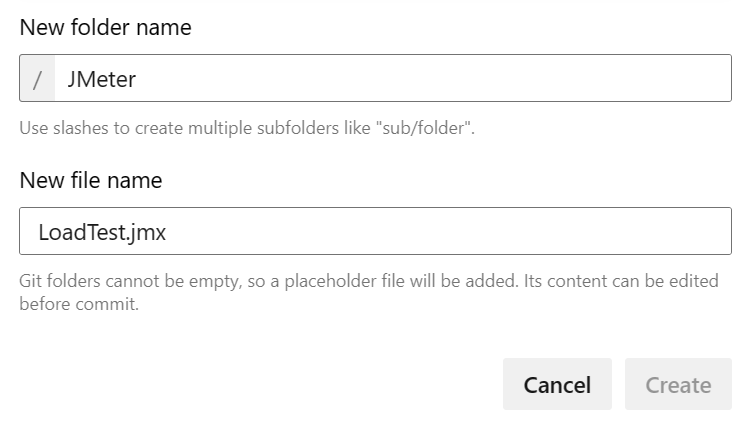 New folder name
/ JMeter
Use slashes to create multiple subfolders like "sub/folder".
New file name
LoadTest.jmx
Git folders cannot be empty, so a placeholder file will be added. Its content can be edited
before commit.
Cancel Create